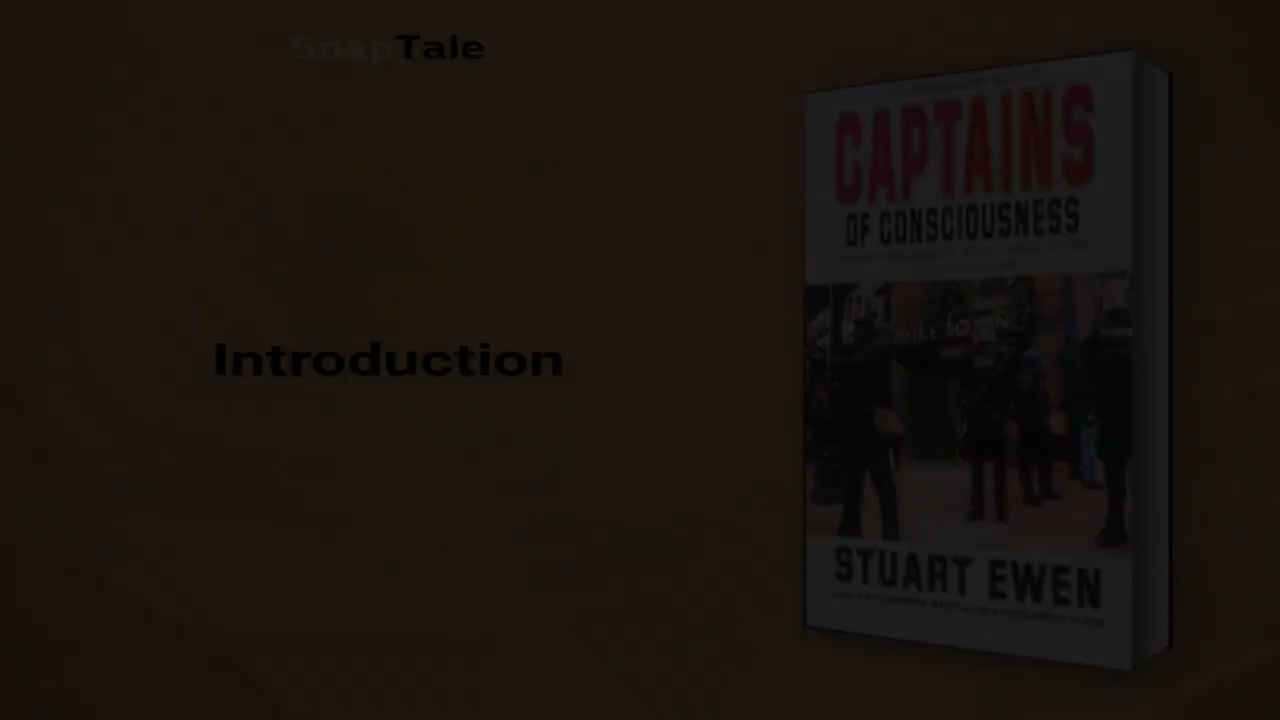 SnapTale
CAPTAINS
OF CONSCIOUSNESS
Introduction
STUART EWEN